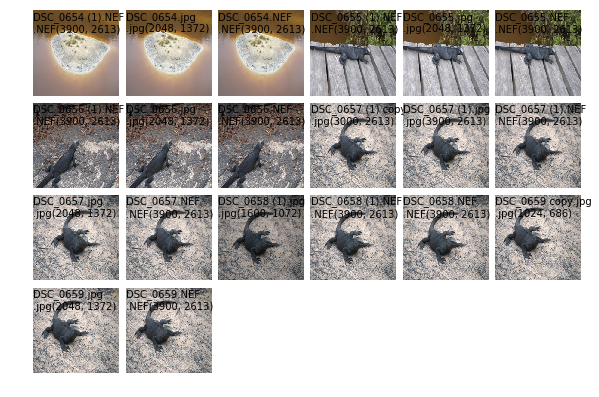 DSC_0654 (1).NEF
.NEF(3900, 2613)
DSC_0654.jpg
.jpg(2048, 1372)
DSC_0654.NEF
.NEF(3900, 2613)
DSC_0655 (1).NEF
.NEF(3900, 2613)
DSC_0655.jpg
.jpg(2048, 1372)
DSC_0655.NEF
.NEF(3900, 2613)
DSC_0656 (1).NEF
.NEF(3900, 2613)
DSC_0656.jpg
.jpg(2048, 1372)
DSC_0656.NEF
.NEF(3900, 2613)
DSC_0657 (1) copy.jpg
.jpg(3000, 2613)
DSC_0657 (1).jpg
.jpg(3900, 2613)
DSC_0657 (1).NEF
.NEF(3900, 2613)
DSC_0657.jpg
.jpg(2048, 1372)
DSC_0657.NEF
.NEF(3900, 2613)
DSC_0658 (1).jpg
.jpg(1600, 1072)
DSC_0658 (1).NEF
.NEF(3900, 2613)
DSC_0658.NEF
.NEF(3900, 2613)
DSC_0659 copy.jpg
.jpg(1024, 686)
DSC_0659.jpg
.jpg(2048, 1372)
DSC_0659.NEF
.NEF(3900, 2613)